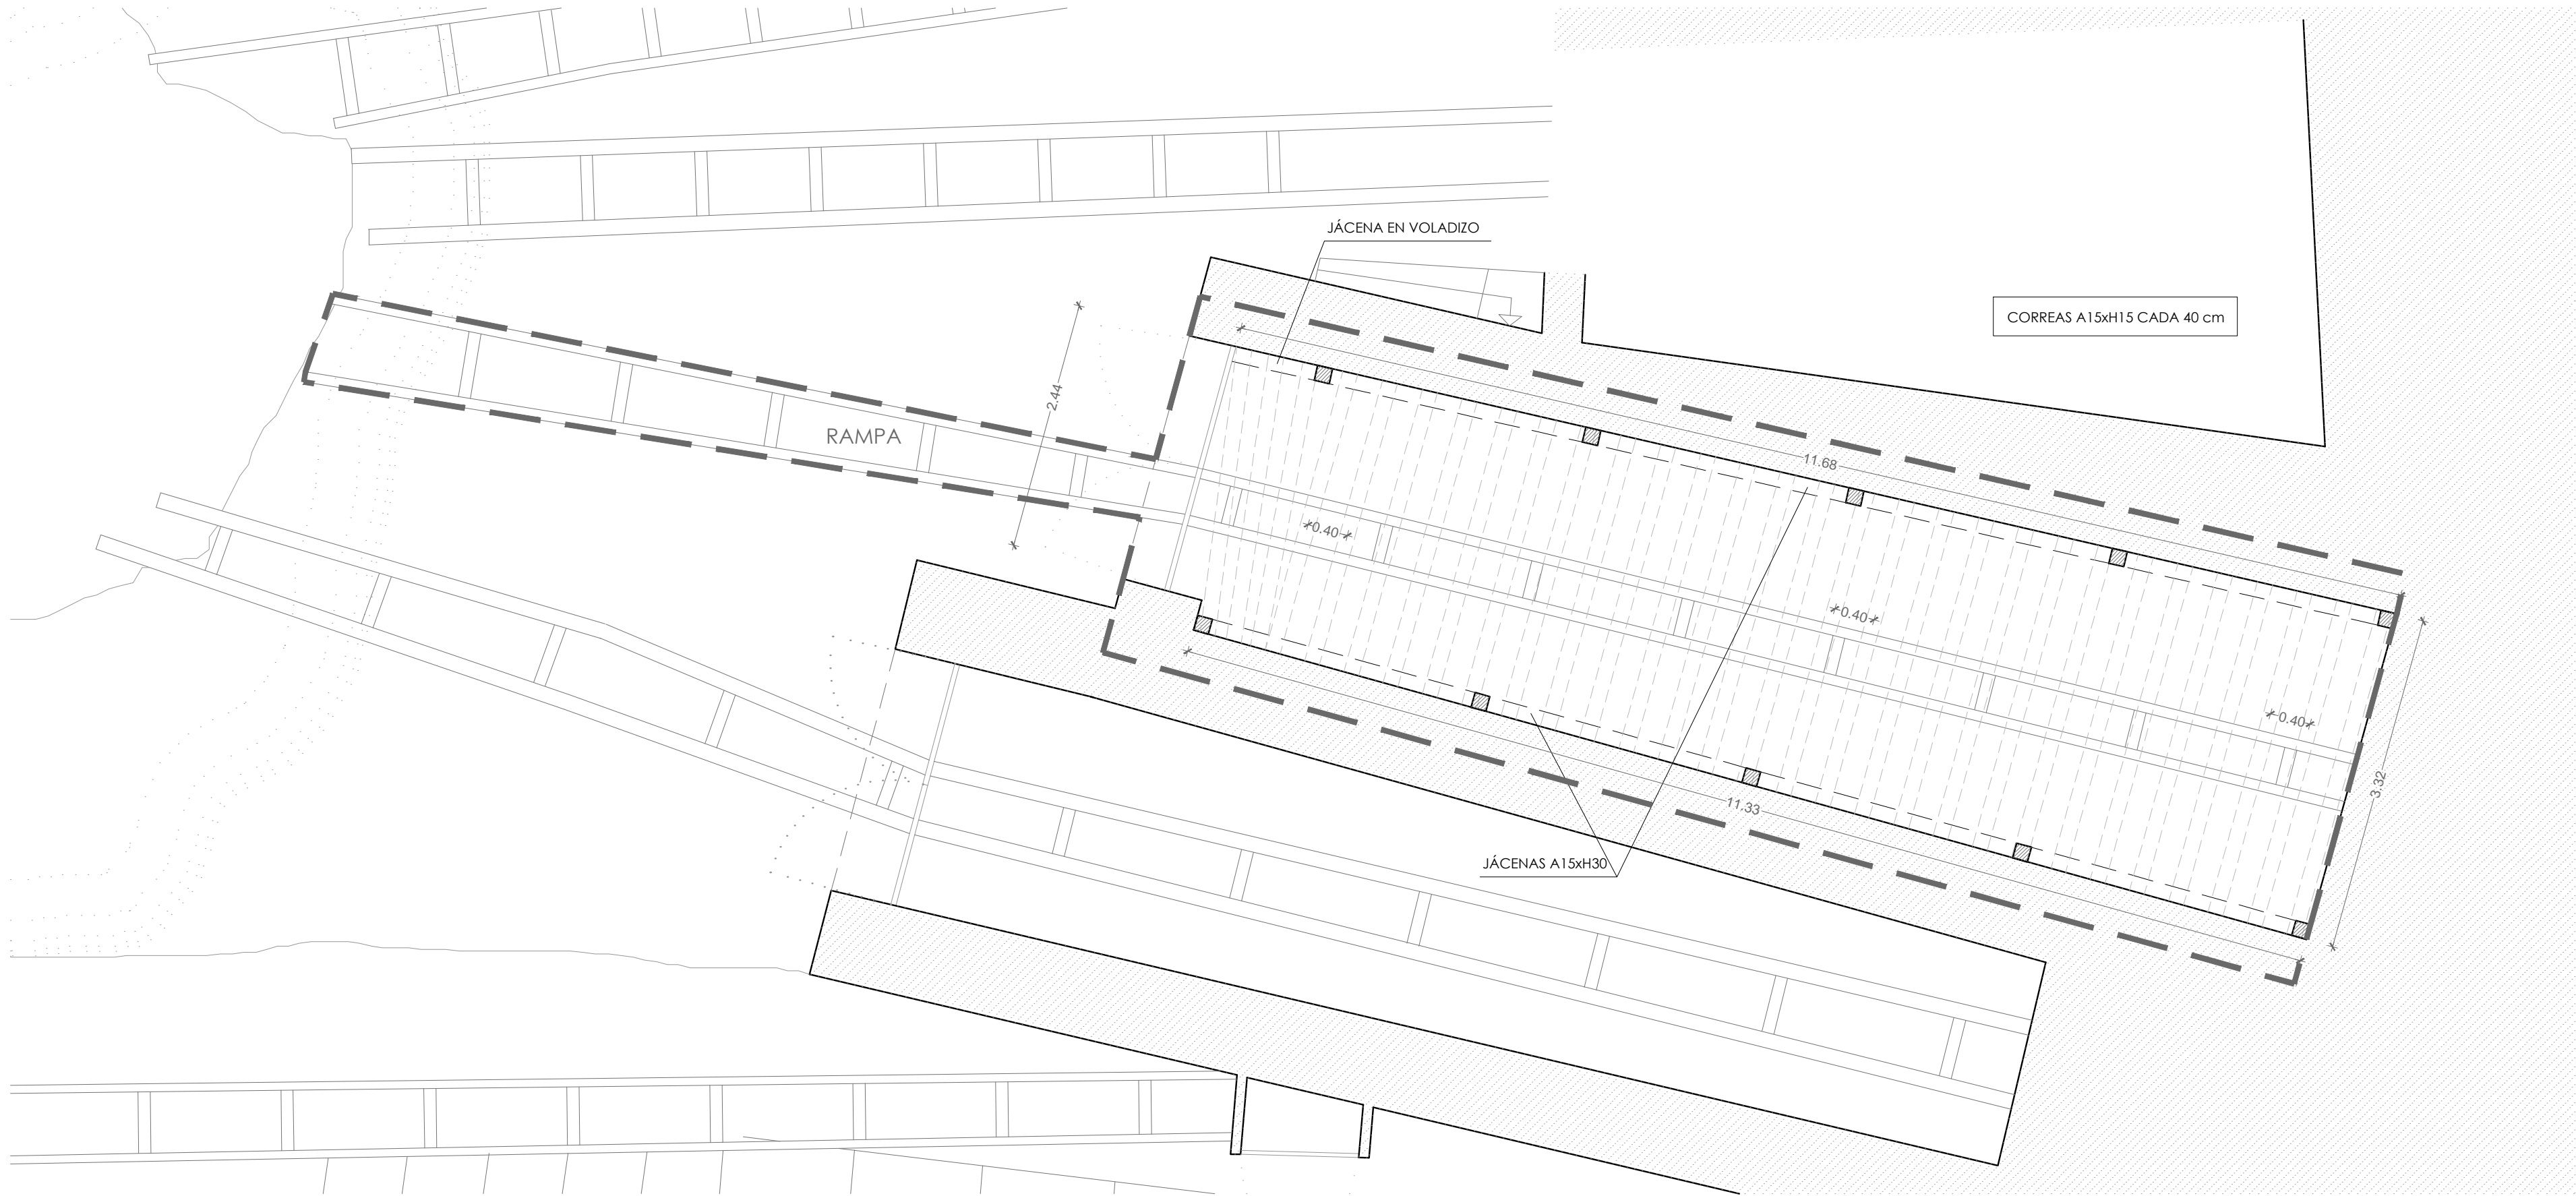 JÁCENA EN VOLADIZO
CORREAS A15xH15 CADA 40 cm
2.44
RAMPA
11.68
0.40
0.40
0.40
3.32
11.33
JÁCENAS A15xH30